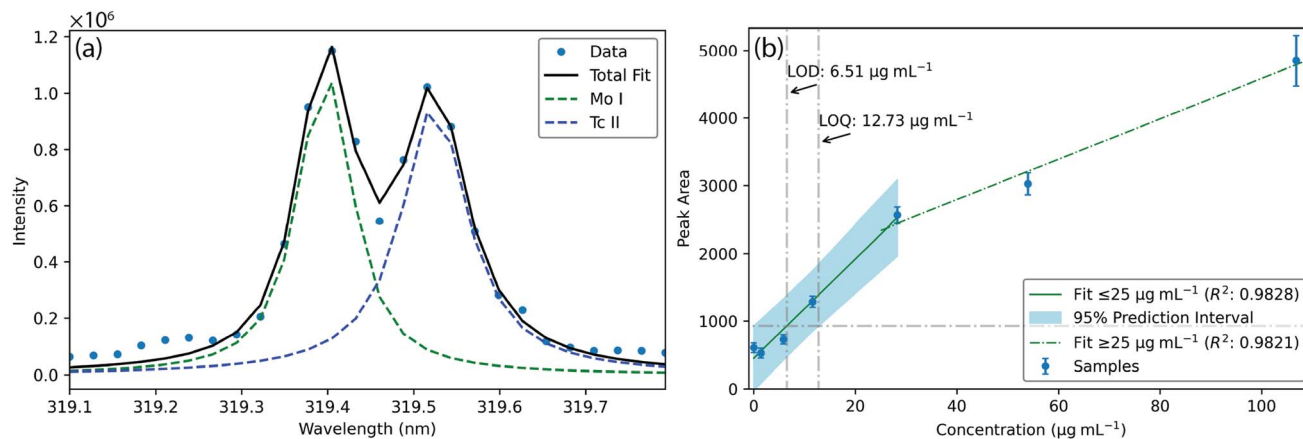 ×10⁶
(a)
1.2
1.0
0.8
0.6
0.4
0.2
0.0
Intensity
319.1 319.2 319.3 319.4 319.5 319.6 319.7
Wavelength (nm)
Data
Total Fit
Mo I
Tc II
(b)
5000
4000
3000
2000
1000
0
Peak Area
LOD: 6.51 µg mL⁻¹
LOQ: 12.73 µg mL⁻¹
Fit ≤25 µg mL⁻¹ (R²: 0.9828)
95% Prediction Interval
Fit ≥25 µg mL⁻¹ (R²: 0.9821)
Samples
0 20 40 60 80 100
Concentration (µg mL⁻¹)